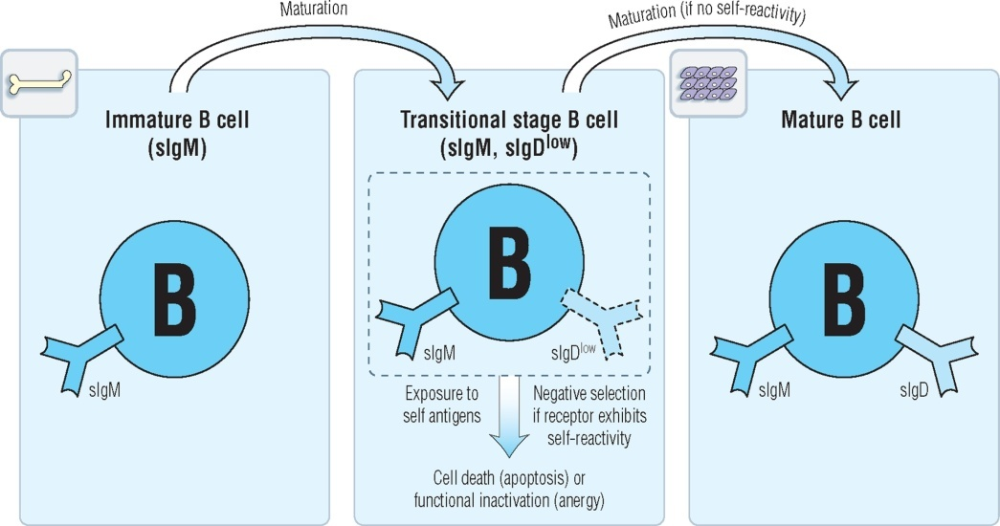 Maturation
Maturation (if no self-reactivity)
Immature B cell
(sIgM)
B
sIgM
Transitional stage B cell
(sIgM, sIgDlow)
B
sIgM
sIgDlow
Exposure to
self antigens
Negative selection
if receptor exhibits
self-reactivity
Cell death (apoptosis) or
functional inactivation (anergy)
Mature B cell
B
sIgM
sIgD